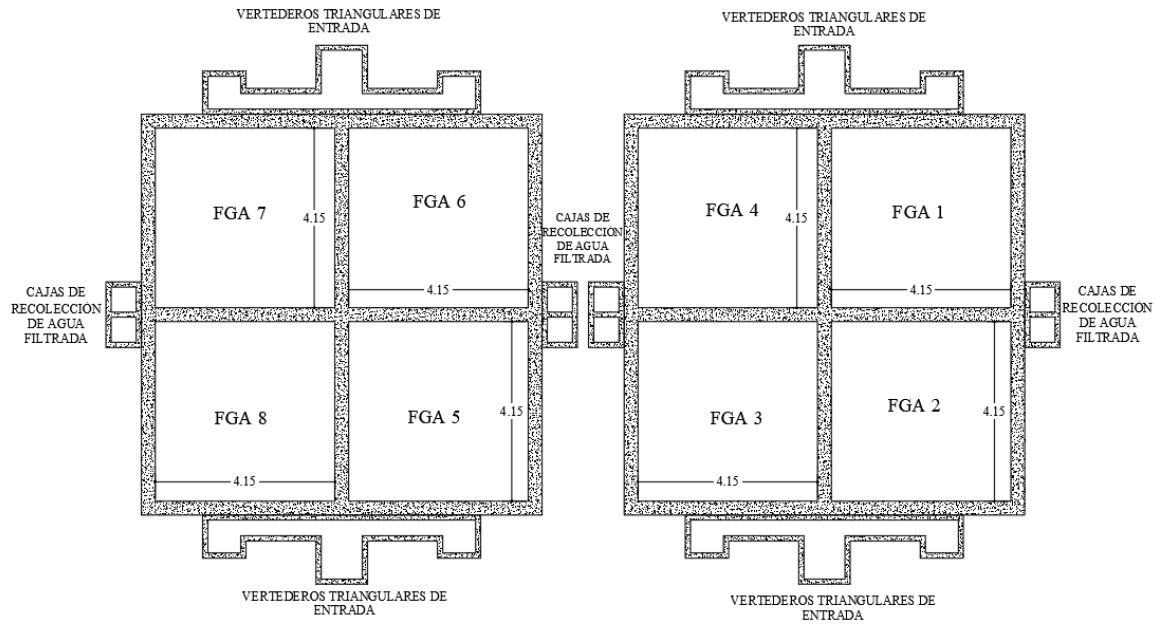 VERTEDEROS TRIANGULARES DE
ENTRADA
VERTEDEROS TRIANGULARES DE
ENTRADA
FGA 7
4.15
FGA 6
4.15
CAJAS DE
RECOLECCIÓN
DE AGUA
FILTRADA
FGA 4
4.15
FGA 1
4.15
CAJAS DE
RECOLECCIÓN
DE AGUA
FILTRADA
CAJAS DE
RECOLECCIÓN
DE AGUA
FILTRADA
FGA 8
4.15
FGA 5
4.15
FGA 3
4.15
FGA 2
4.15
VERTEDEROS TRIANGULARES DE
ENTRADA
VERTEDEROS TRIANGULARES DE
ENTRADA